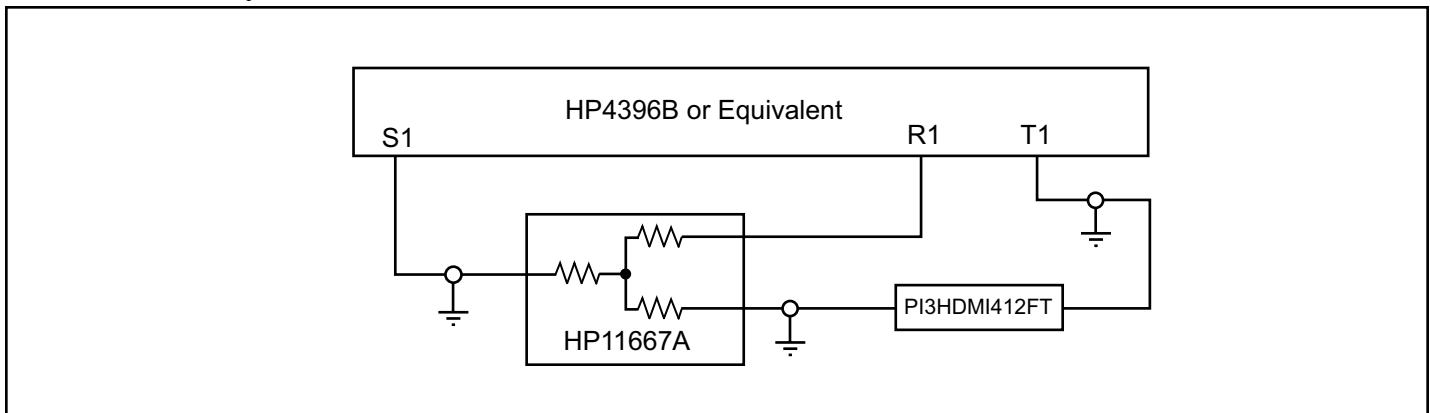 HP4396B or Equivalent
S1
R1
T1
PI3HDMI412FT
HP11667A